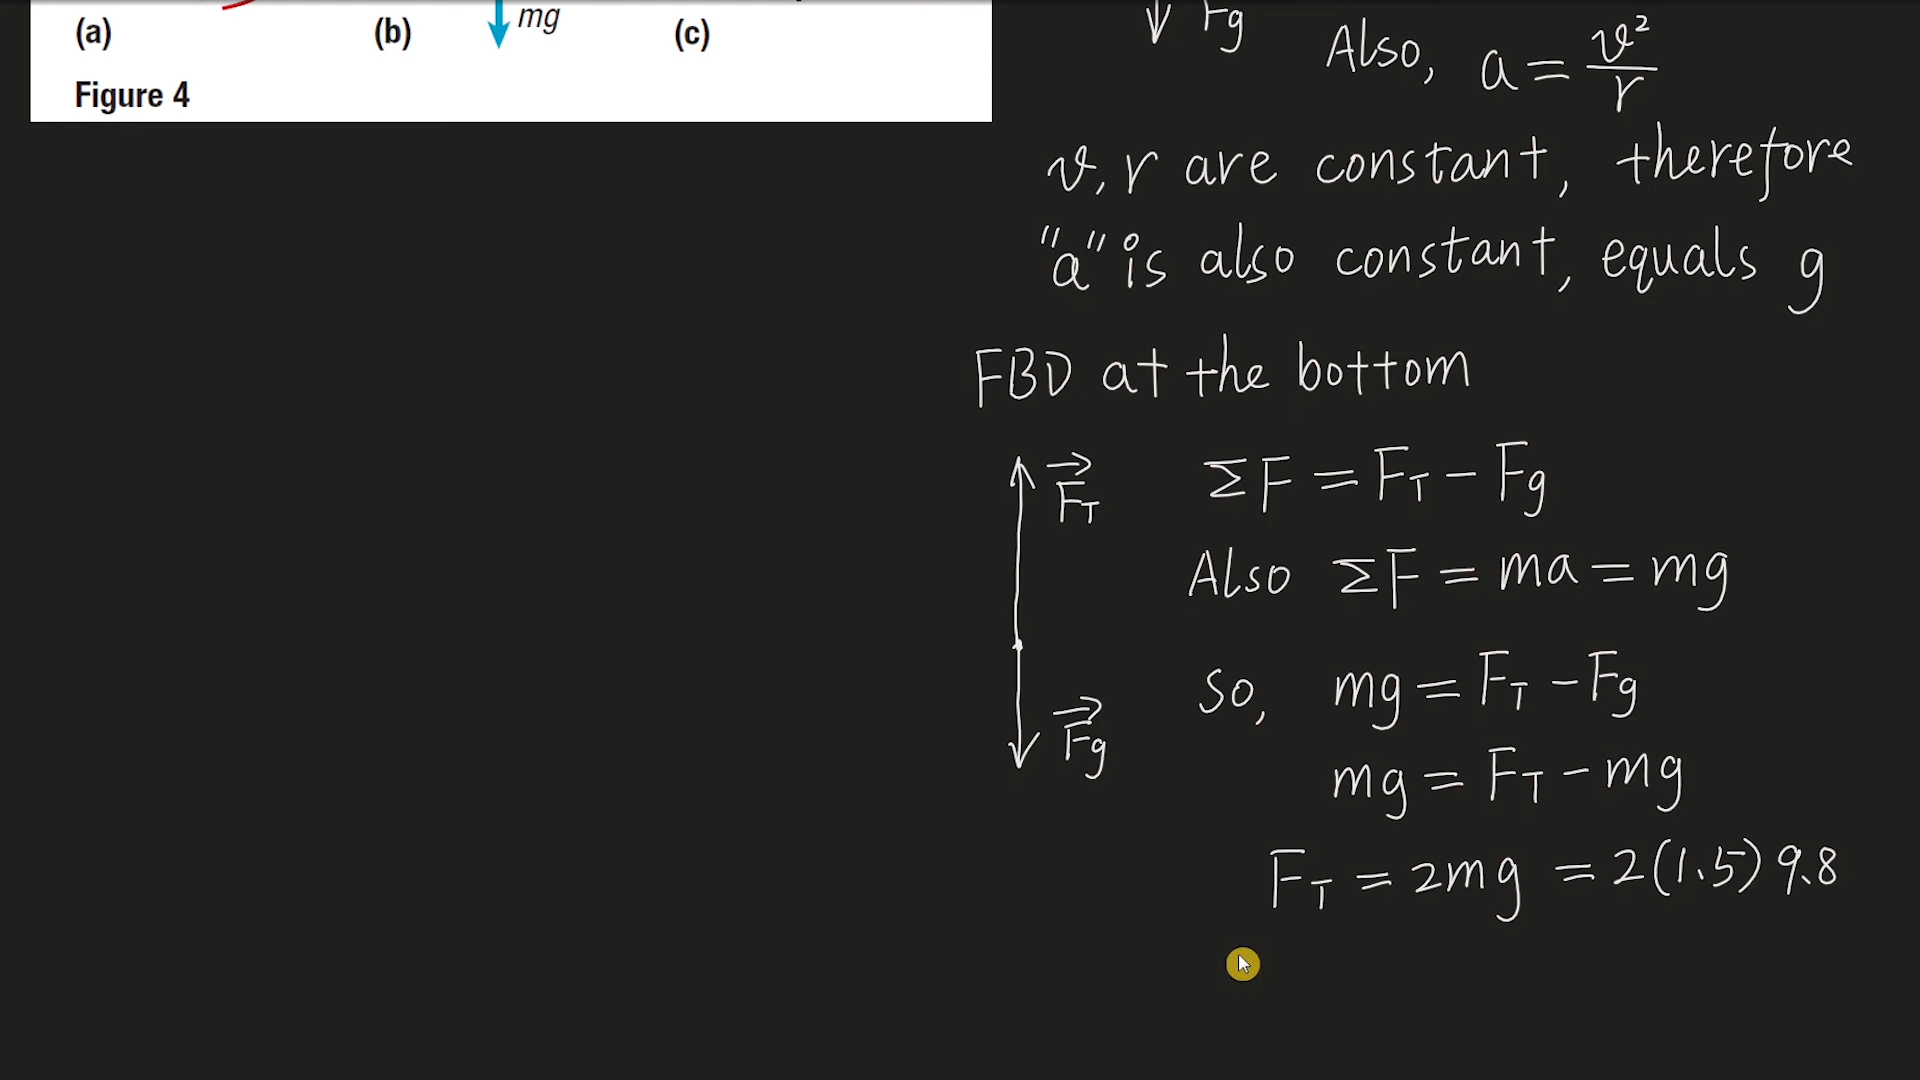 mg
(a) (b) (c)
Figure 4
Fg
Also, a = v²/r
v, r are constant, therefore
"a" is also constant, equals g
FBD at the bottom
F⃗T
ΣF = FT − Fg
Also ΣF = ma = mg
So, mg = FT − Fg
F⃗g
mg = FT − mg
FT = 2mg = 2(1.5) 9.8